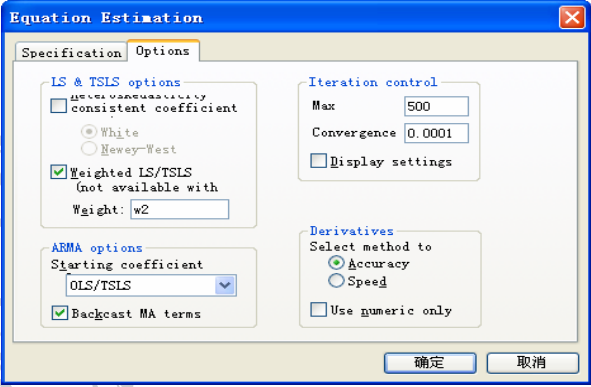 Equation Estimation
Specification
Options
LS & TSLS options
Heteroskedasticity
consistent coefficient
White
Newey-West
Weighted LS/TSLS
(not available with
Weight: w2
ARMA options
Starting coefficient
OLS/TSLS
Backcast MA terms
Iteration control
Max 500
Convergence 0.0001
Display settings
Derivatives
Select method to
Accuracy
Speed
Use numeric only
确定
取消